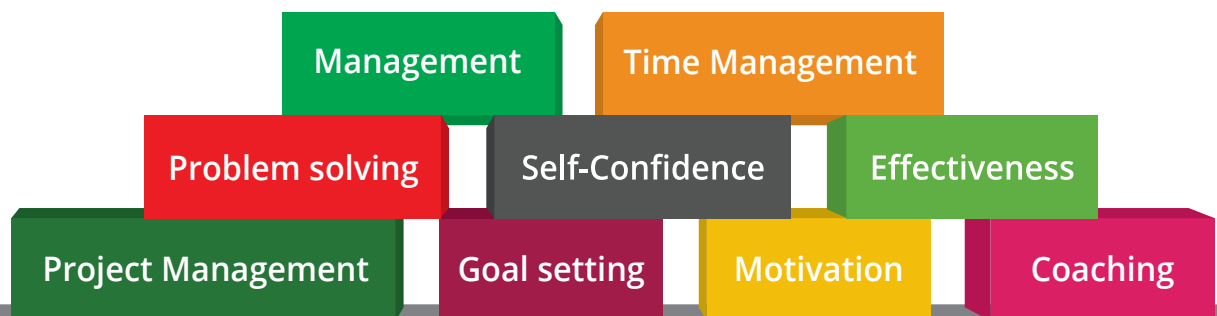 Management
Time Management
Problem solving
Self-Confidence
Effectiveness
Project Management
Goal setting
Motivation
Coaching